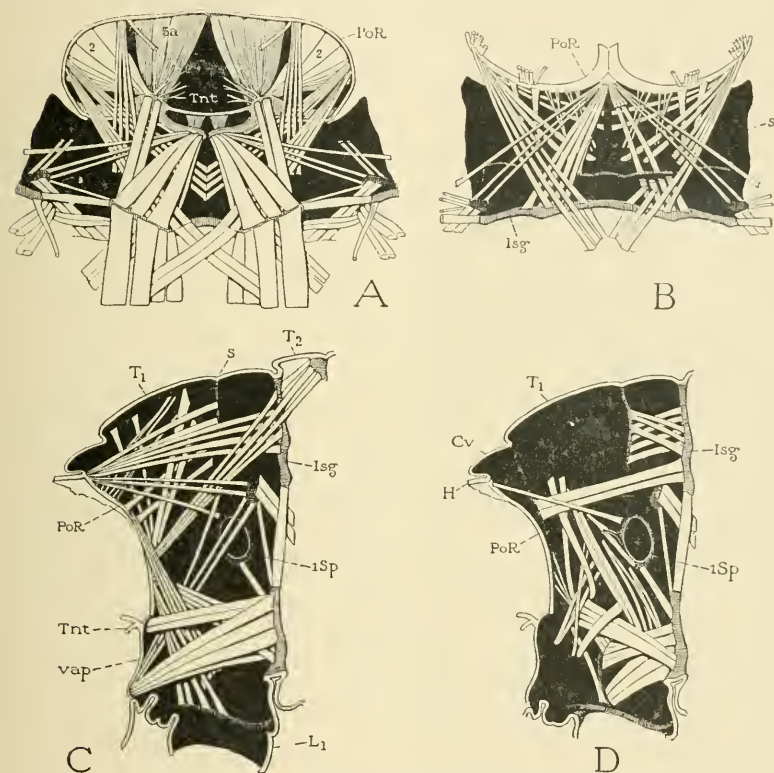 2 5a 2 PoR
Tnt
A
PoR
s
Isg
B
T1 s T2
Isg
PoR
1Sp
Tnt
vap
L1
C
T1
Cv
Isg
H
PoR
1Sp
D